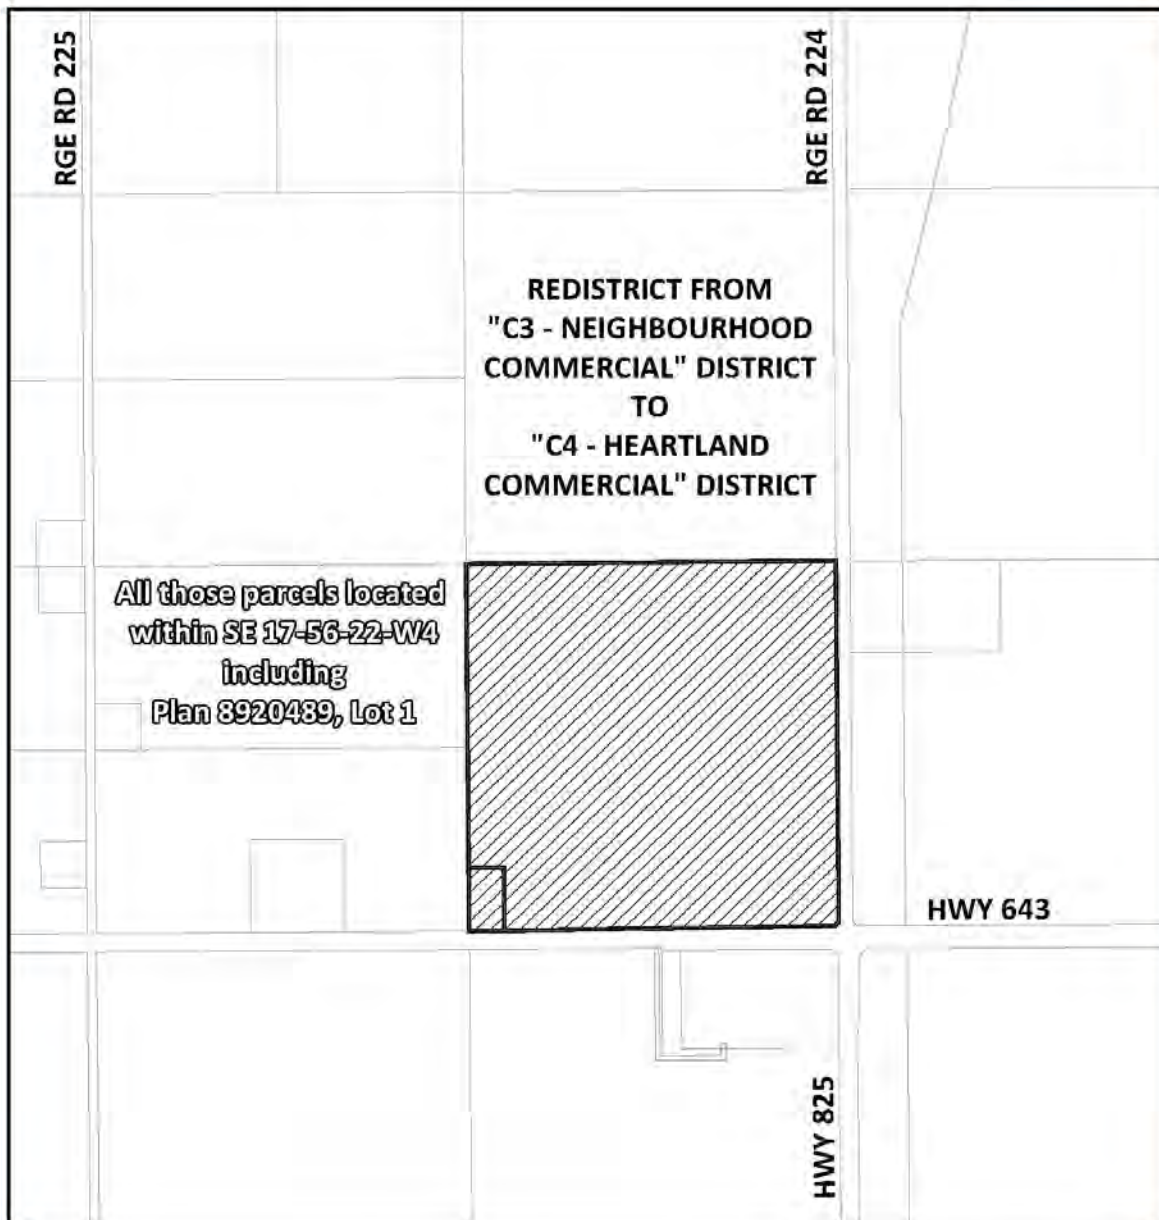 RGE RD 225
RGE RD 224
REDISTRICT FROM
"C3 - NEIGHBOURHOOD
COMMERCIAL" DISTRICT
TO
"C4 - HEARTLAND
COMMERCIAL" DISTRICT
All those parcels located
within SE 17-56-22-W4
including
Plan 8920489, Lot 1
HWY 643
HWY 825